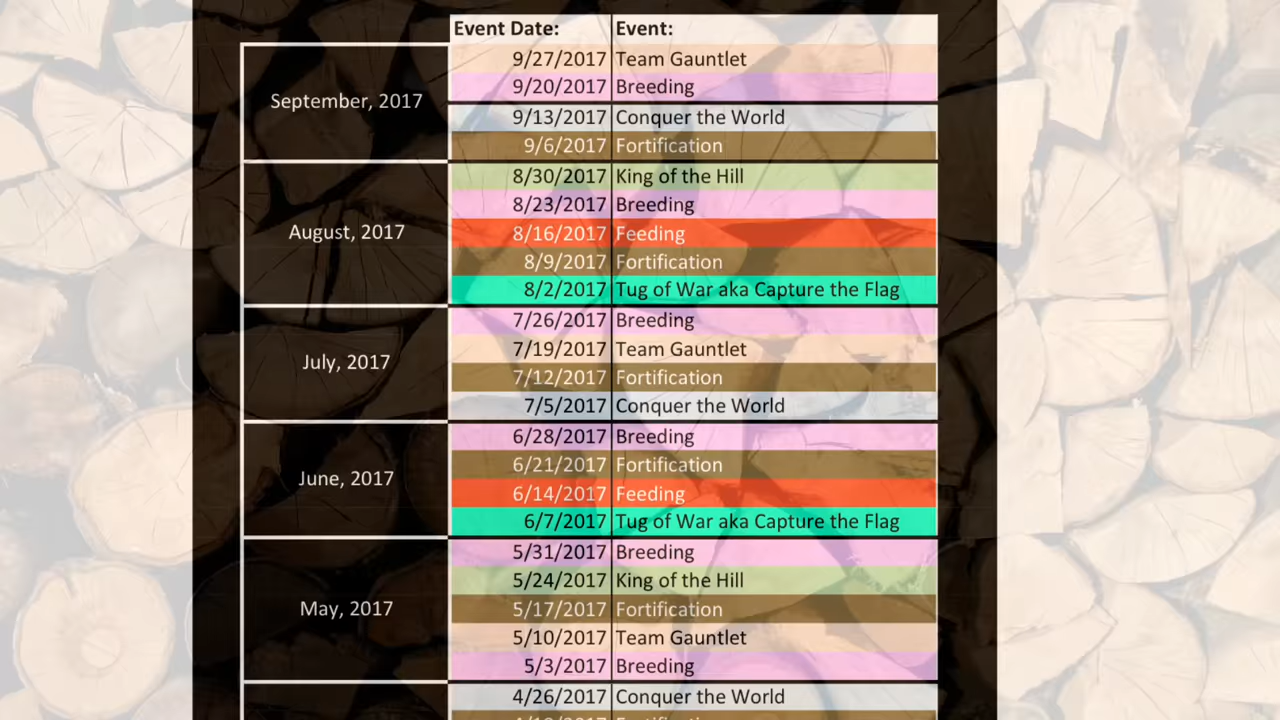 Event Date: Event:
September, 2017
9/27/2017 Team Gauntlet
9/20/2017 Breeding
9/13/2017 Conquer the World
9/6/2017 Fortification
August, 2017
8/30/2017 King of the Hill
8/23/2017 Breeding
8/16/2017 Feeding
8/9/2017 Fortification
8/2/2017 Tug of War aka Capture the Flag
July, 2017
7/26/2017 Breeding
7/19/2017 Team Gauntlet
7/12/2017 Fortification
7/5/2017 Conquer the World
June, 2017
6/28/2017 Breeding
6/21/2017 Fortification
6/14/2017 Feeding
6/7/2017 Tug of War aka Capture the Flag
May, 2017
5/31/2017 Breeding
5/24/2017 King of the Hill
5/17/2017 Fortification
5/10/2017 Team Gauntlet
5/3/2017 Breeding
4/26/2017 Conquer the World